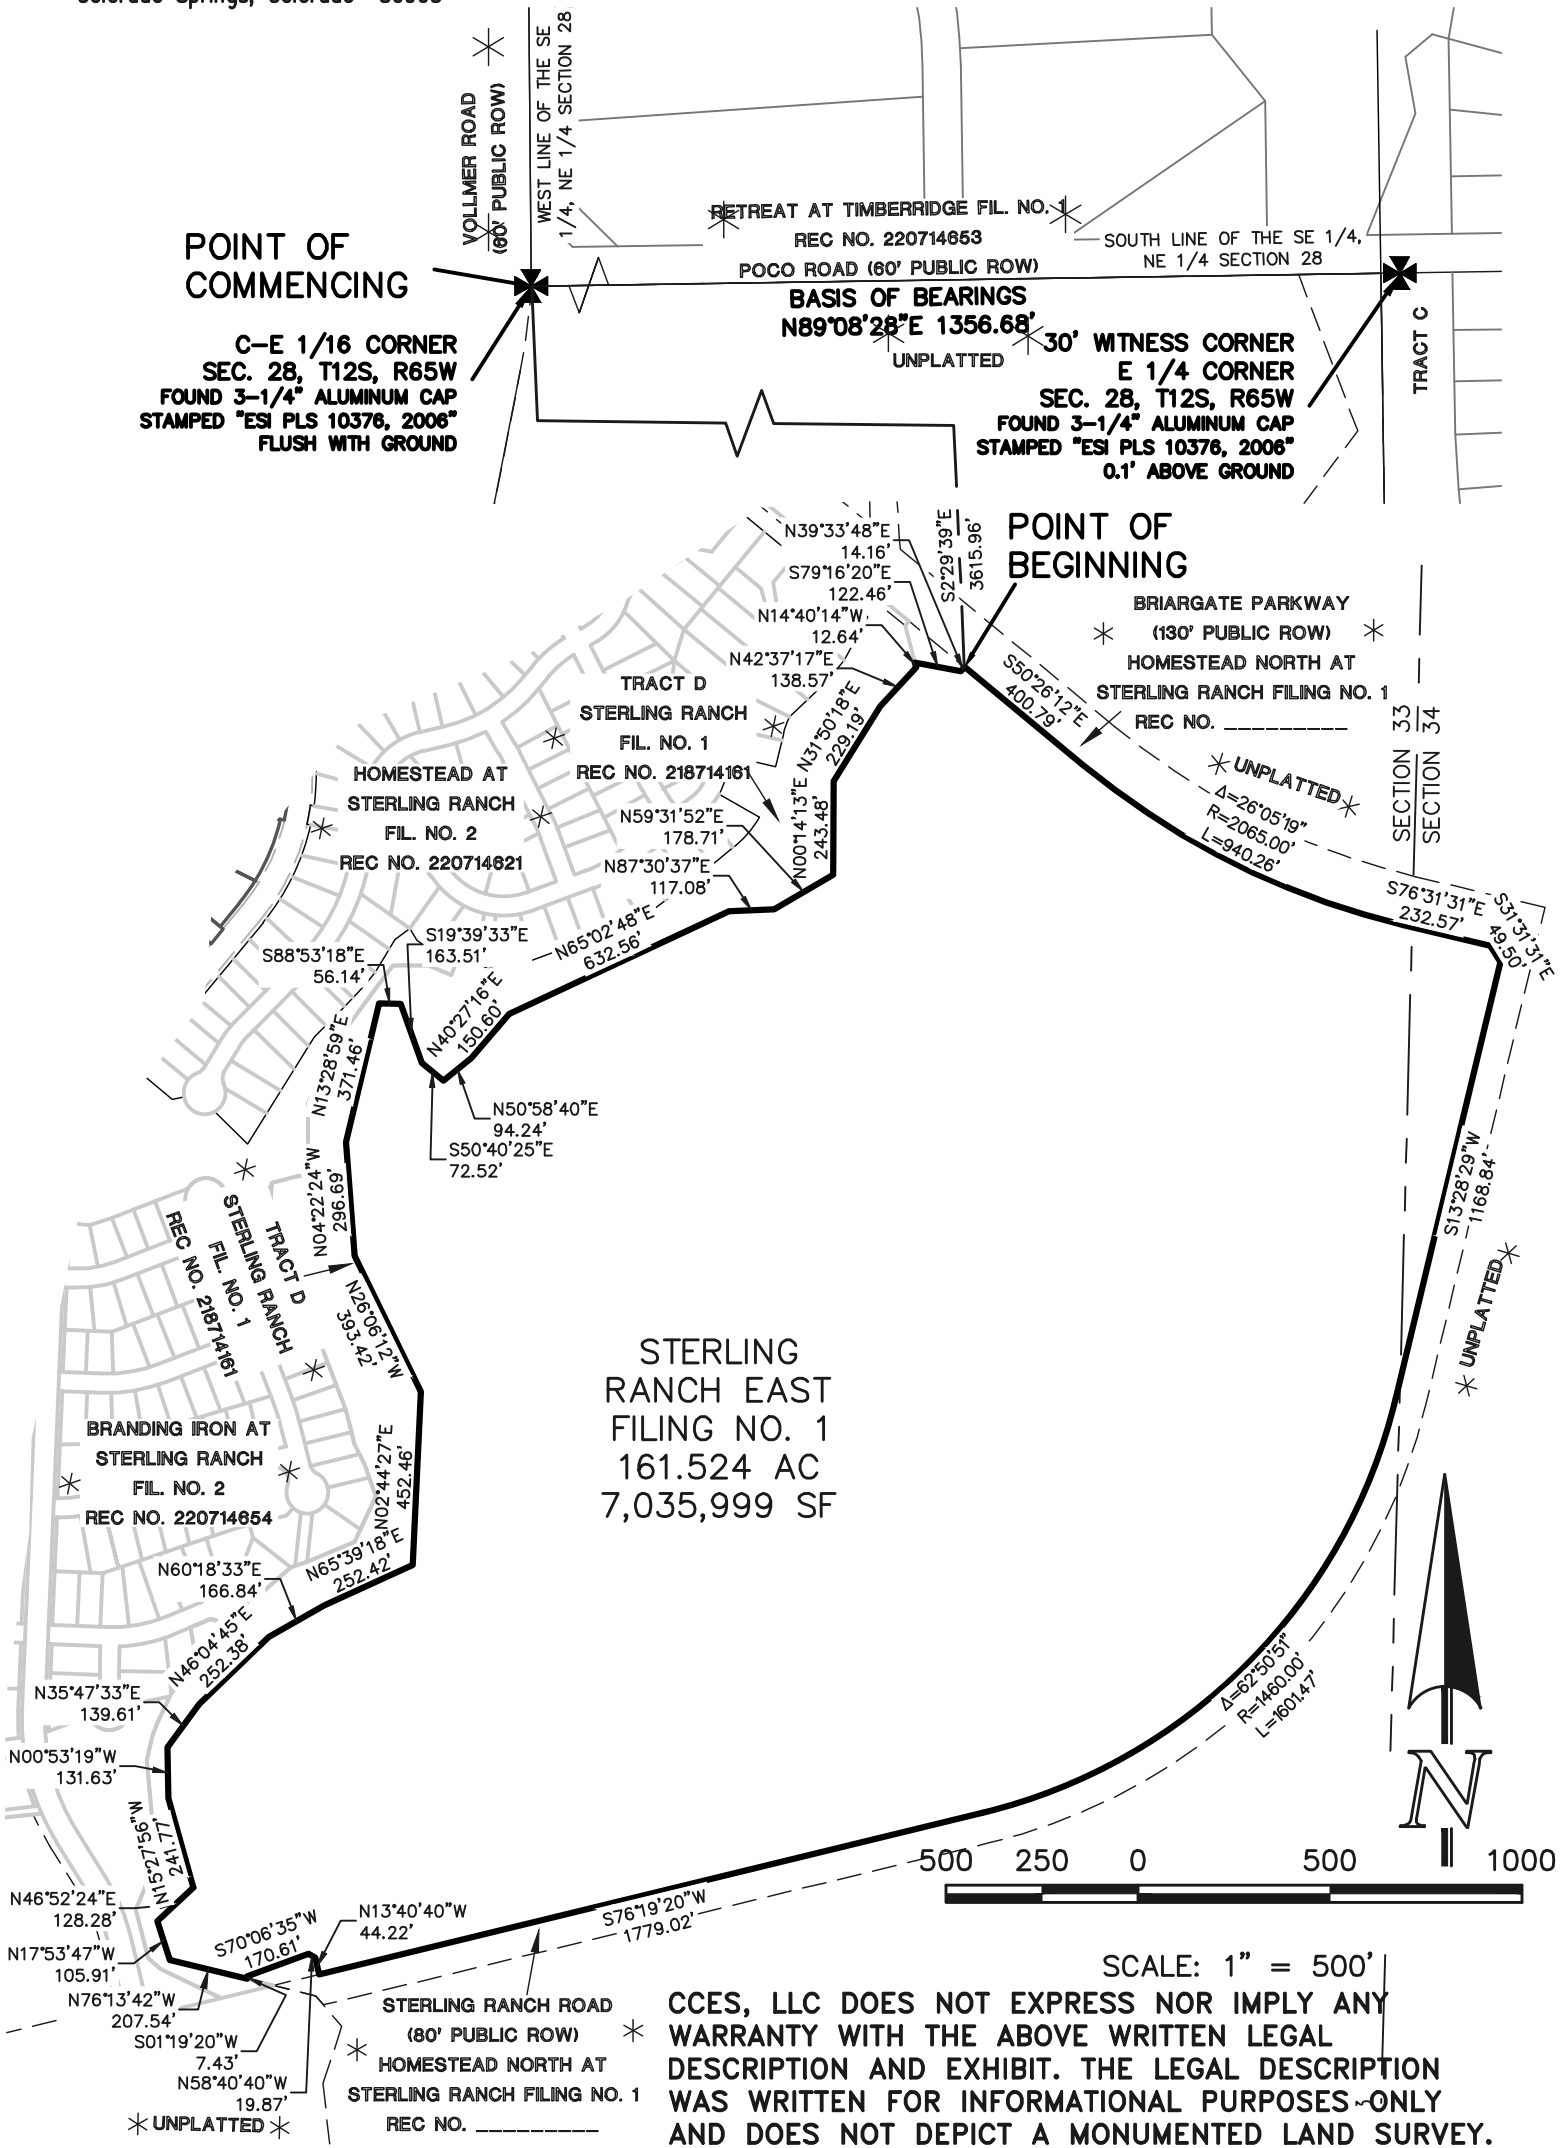 VOLLMER ROAD
(60' PUBLIC ROW)
WEST LINE OF THE SE
1/4, NE 1/4 SECTION 28
POINT OF
COMMENCING
RETREAT AT TIMBERRIDGE FIL. NO. 1
REC NO. 220714653
POCO ROAD (60' PUBLIC ROW)
SOUTH LINE OF THE SE 1/4,
NE 1/4 SECTION 28
BASIS OF BEARINGS
N89°08'28"E 1356.68'
UNPLATTED
C-E 1/16 CORNER
SEC. 28, T12S, R65W
FOUND 3-1/4" ALUMINUM CAP
STAMPED "ESI PLS 10376, 2006"
FLUSH WITH GROUND
30' WITNESS CORNER
E 1/4 CORNER
SEC. 28, T12S, R65W
FOUND 3-1/4" ALUMINUM CAP
STAMPED "ESI PLS 10376, 2006"
0.1' ABOVE GROUND
TRACT C
N39°33'48"E
14.16'
S79°16'20"E
122.46'
N14°40'14"W
12.64'
N42°37'17"E
138.57'
S2°29'39"E
3615.96'
POINT OF
BEGINNING
BRIARGATE PARKWAY
(130' PUBLIC ROW)
HOMESTEAD NORTH AT
STERLING RANCH FILING NO. 1
REC NO. _________
S50°26'12"E
400.79'
UNPLATTED
SECTION 33
SECTION 34
Δ=26°05'19"
R=2065.00'
L=940.26'
S76°31'31"E
232.57'
S31°31'31"E
49.50'
TRACT D
STERLING RANCH
FIL. NO. 1
REC NO. 218714161
N31°50'18"E
229.19'
N00°14'13"E
243.48'
HOMESTEAD AT
STERLING RANCH
FIL. NO. 2
REC NO. 220714621
N59°31'52"E
178.71'
N87°30'37"E
117.08'
N65°02'48"E
632.56'
S19°39'33"E
163.51'
S88°53'18"E
56.14'
N40°27'16"E
150.60'
N13°28'59"E
371.46'
N50°58'40"E
94.24'
S50°40'25"E
72.52'
N04°22'24"W
296.69'
S13°28'29"W
1168.84'
UNPLATTED
TRACT D
STERLING RANCH
FIL. NO. 1
REC NO. 218714161
N26°06'12"W
393.42'
STERLING
RANCH EAST
FILING NO. 1
161.524 AC
7,035,999 SF
BRANDING IRON AT
STERLING RANCH
FIL. NO. 2
REC NO. 220714654
N02°44'27"E
452.46'
N65°39'18"E
252.42'
N60°18'33"E
166.84'
N46°04'45"E
252.38'
N35°47'33"E
139.61'
N00°53'19"W
131.63'
N15°27'56"W
241.77'
N46°52'24"E
128.28'
N17°53'47"W
105.91'
N76°13'42"W
207.54'
S01°19'20"W
7.43'
N58°40'40"W
19.87'
UNPLATTED
S70°06'35"W
170.61'
N13°40'40"W
44.22'
S76°19'20"W
1779.02'
Δ=62°50'51"
R=1460.00'
L=1601.47'
STERLING RANCH ROAD
(80' PUBLIC ROW)
HOMESTEAD NORTH AT
STERLING RANCH FILING NO. 1
REC NO. _________
N
500 250 0 500 1000
SCALE: 1" = 500'
CCES, LLC DOES NOT EXPRESS NOR IMPLY ANY
WARRANTY WITH THE ABOVE WRITTEN LEGAL
DESCRIPTION AND EXHIBIT. THE LEGAL DESCRIPTION
WAS WRITTEN FOR INFORMATIONAL PURPOSES ONLY
AND DOES NOT DEPICT A MONUMENTED LAND SURVEY.